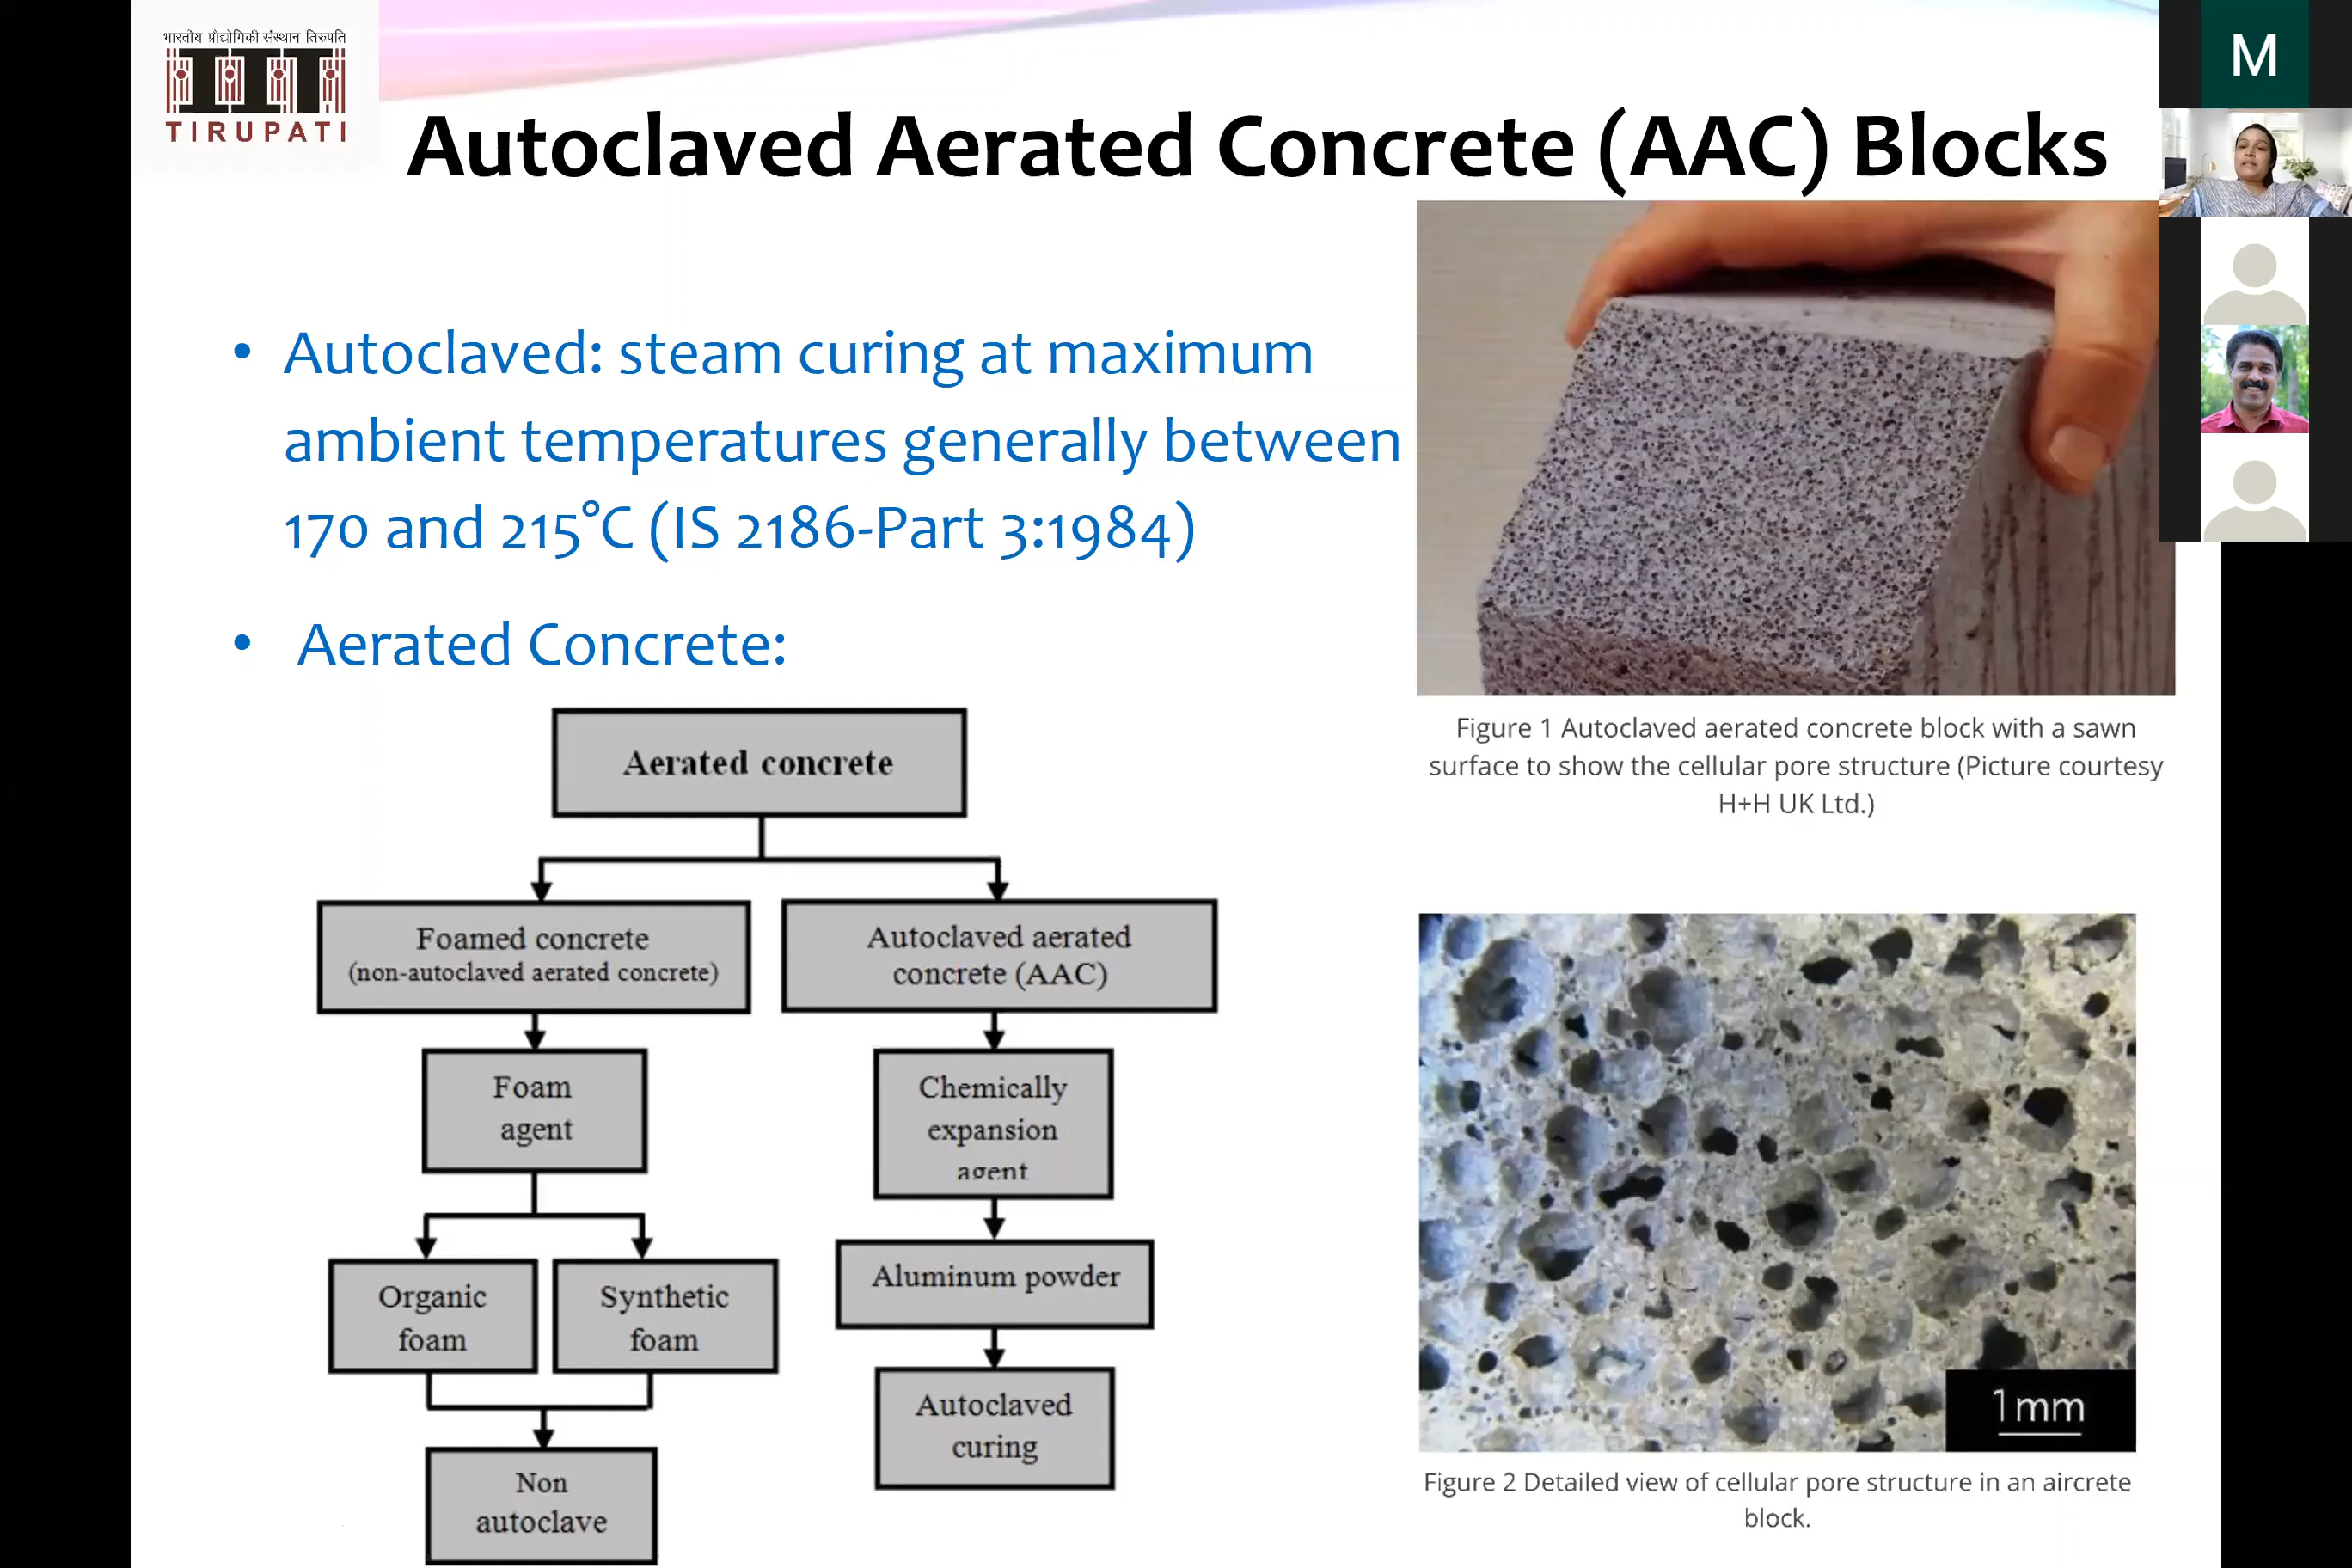 भारतीय प्रौद्योगिकी संस्थान तिरुपति
TIRUPATI
Autoclaved Aerated Concrete (AAC) Blocks
M
• Autoclaved: steam curing at maximum
ambient temperatures generally between
170 and 215°C (IS 2186-Part 3:1984)
• Aerated Concrete:
Aerated concrete
Foamed concrete
(non-autoclaved aerated concrete)
Autoclaved aerated
concrete (AAC)
Foam
agent
Chemically
expansion
agent
Organic
foam
Synthetic
foam
Aluminum powder
Non
autoclave
Autoclaved
curing
Figure 1 Autoclaved aerated concrete block with a sawn
surface to show the cellular pore structure (Picture courtesy
H+H UK Ltd.)
1mm
Figure 2 Detailed view of cellular pore structure in an aircrete
block.